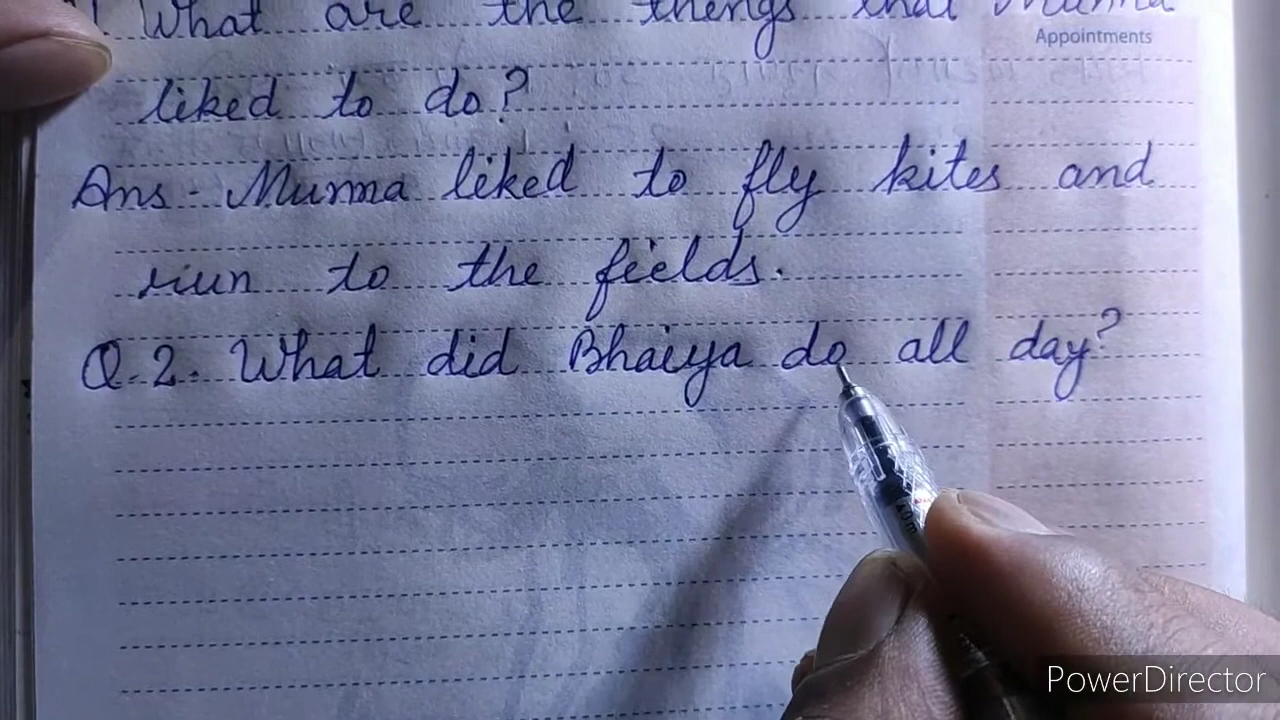 What are the things that Munna
Appointments
liked to do?
Ans - Munna liked to fly kites and
run to the fields.
Q.2. What did Bhaiya do all day?
PowerDirector